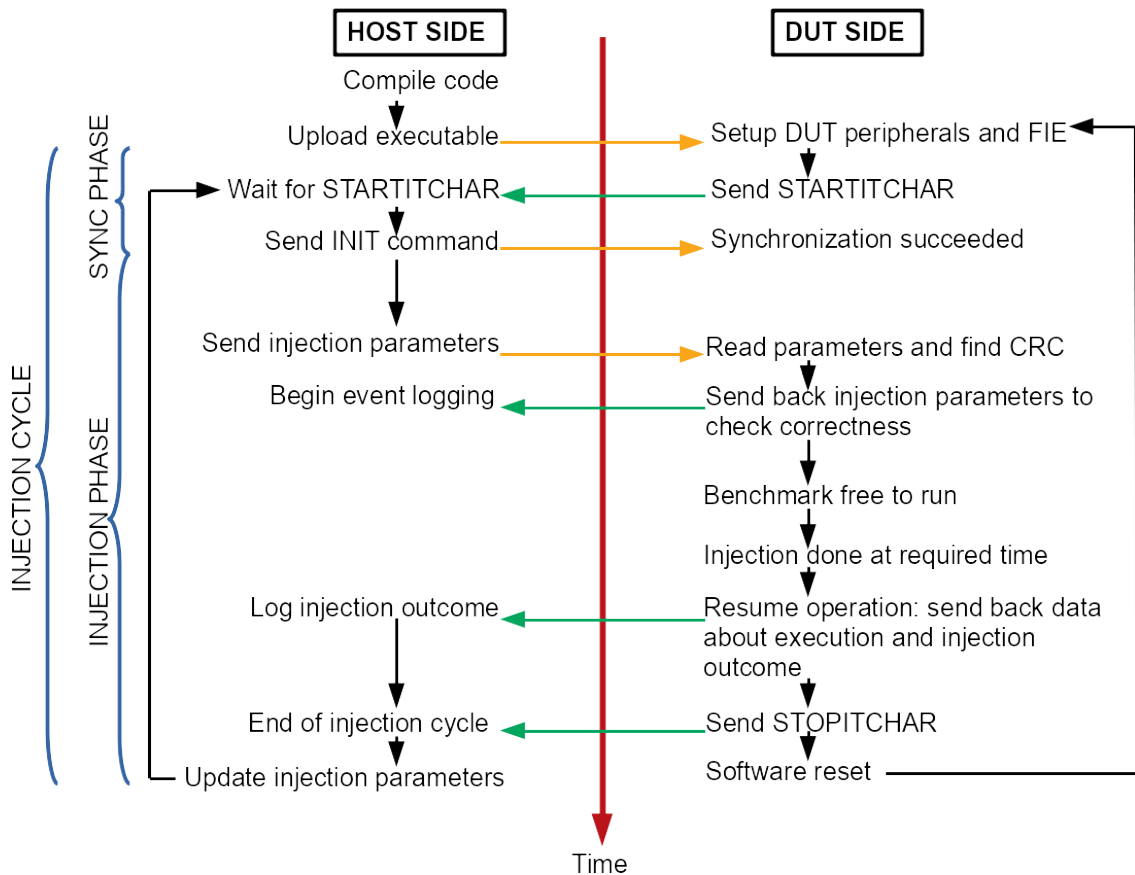 HOST SIDE
DUT SIDE
Compile code
Upload executable
Setup DUT peripherals and FIE
Wait for STARTITCHAR
Send STARTITCHAR
Send INIT command
Synchronization succeeded
Send injection parameters
Read parameters and find CRC
Begin event logging
Send back injection parameters to
check correctness
Benchmark free to run
Injection done at required time
Log injection outcome
Resume operation: send back data
about execution and injection
outcome
End of injection cycle
Send STOPITCHAR
Update injection parameters
Software reset
Time
INJECTION CYCLE
SYNC PHASE
INJECTION PHASE